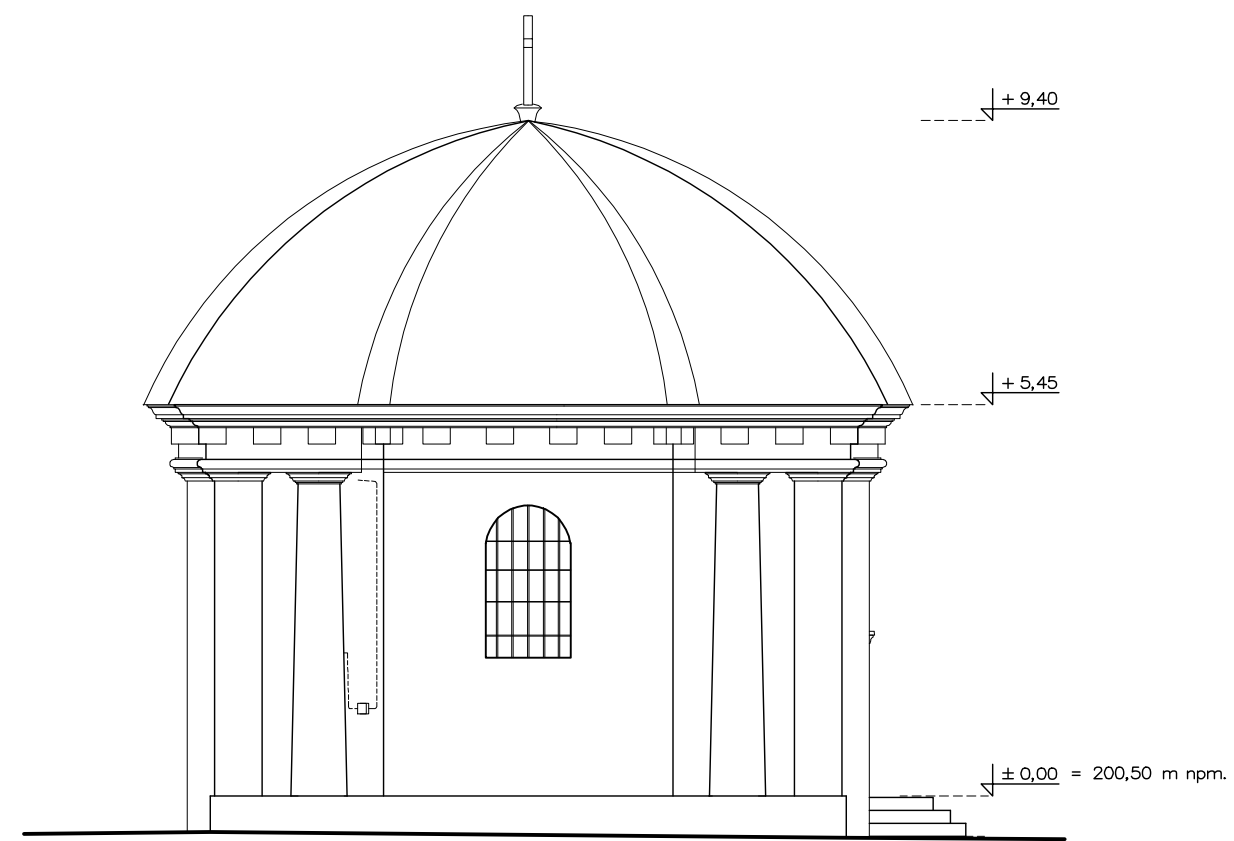 + 9,40
+ 5,45
± 0,00 = 200,50 m npm.